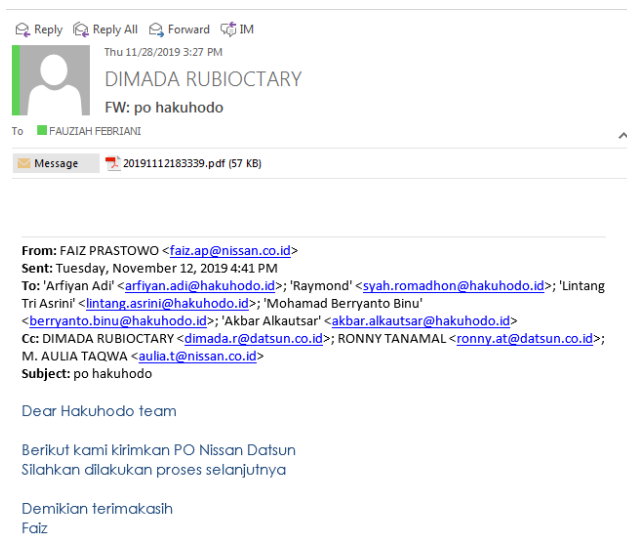 Reply Reply All Forward IM
Thu 11/28/2019 3:27 PM
DIMADA RUBIOCTARY
FW: po hakuhodo
To FAUZIAH FEBRIANI
Message 20191112183339.pdf (57 KB)
From: FAIZ PRASTOWO <faiz.ap@nissan.co.id>
Sent: Tuesday, November 12, 2019 4:41 PM
To: 'Arfiyan Adi' <arfiyan.adi@hakuhodo.id>; 'Raymond' <syah.romadhon@hakuhodo.id>; 'Lintang
Tri Asrini' <lintang.asrini@hakuhodo.id>; 'Mohamad Berryanto Binu'
<berryanto.binu@hakuhodo.id>; 'Akbar Alkautsar' <akbar.alkautsar@hakuhodo.id>
Cc: DIMADA RUBIOCTARY <dimada.r@datsun.co.id>; RONNY TANAMAL <ronny.at@datsun.co.id>;
M. AULIA TAQWA <aulia.t@nissan.co.id>
Subject: po hakuhodo
Dear Hakuhodo team
Berikut kami kirimkan PO Nissan Datsun
Silahkan dilakukan proses selanjutnya
Demikian terimakasih
Faiz